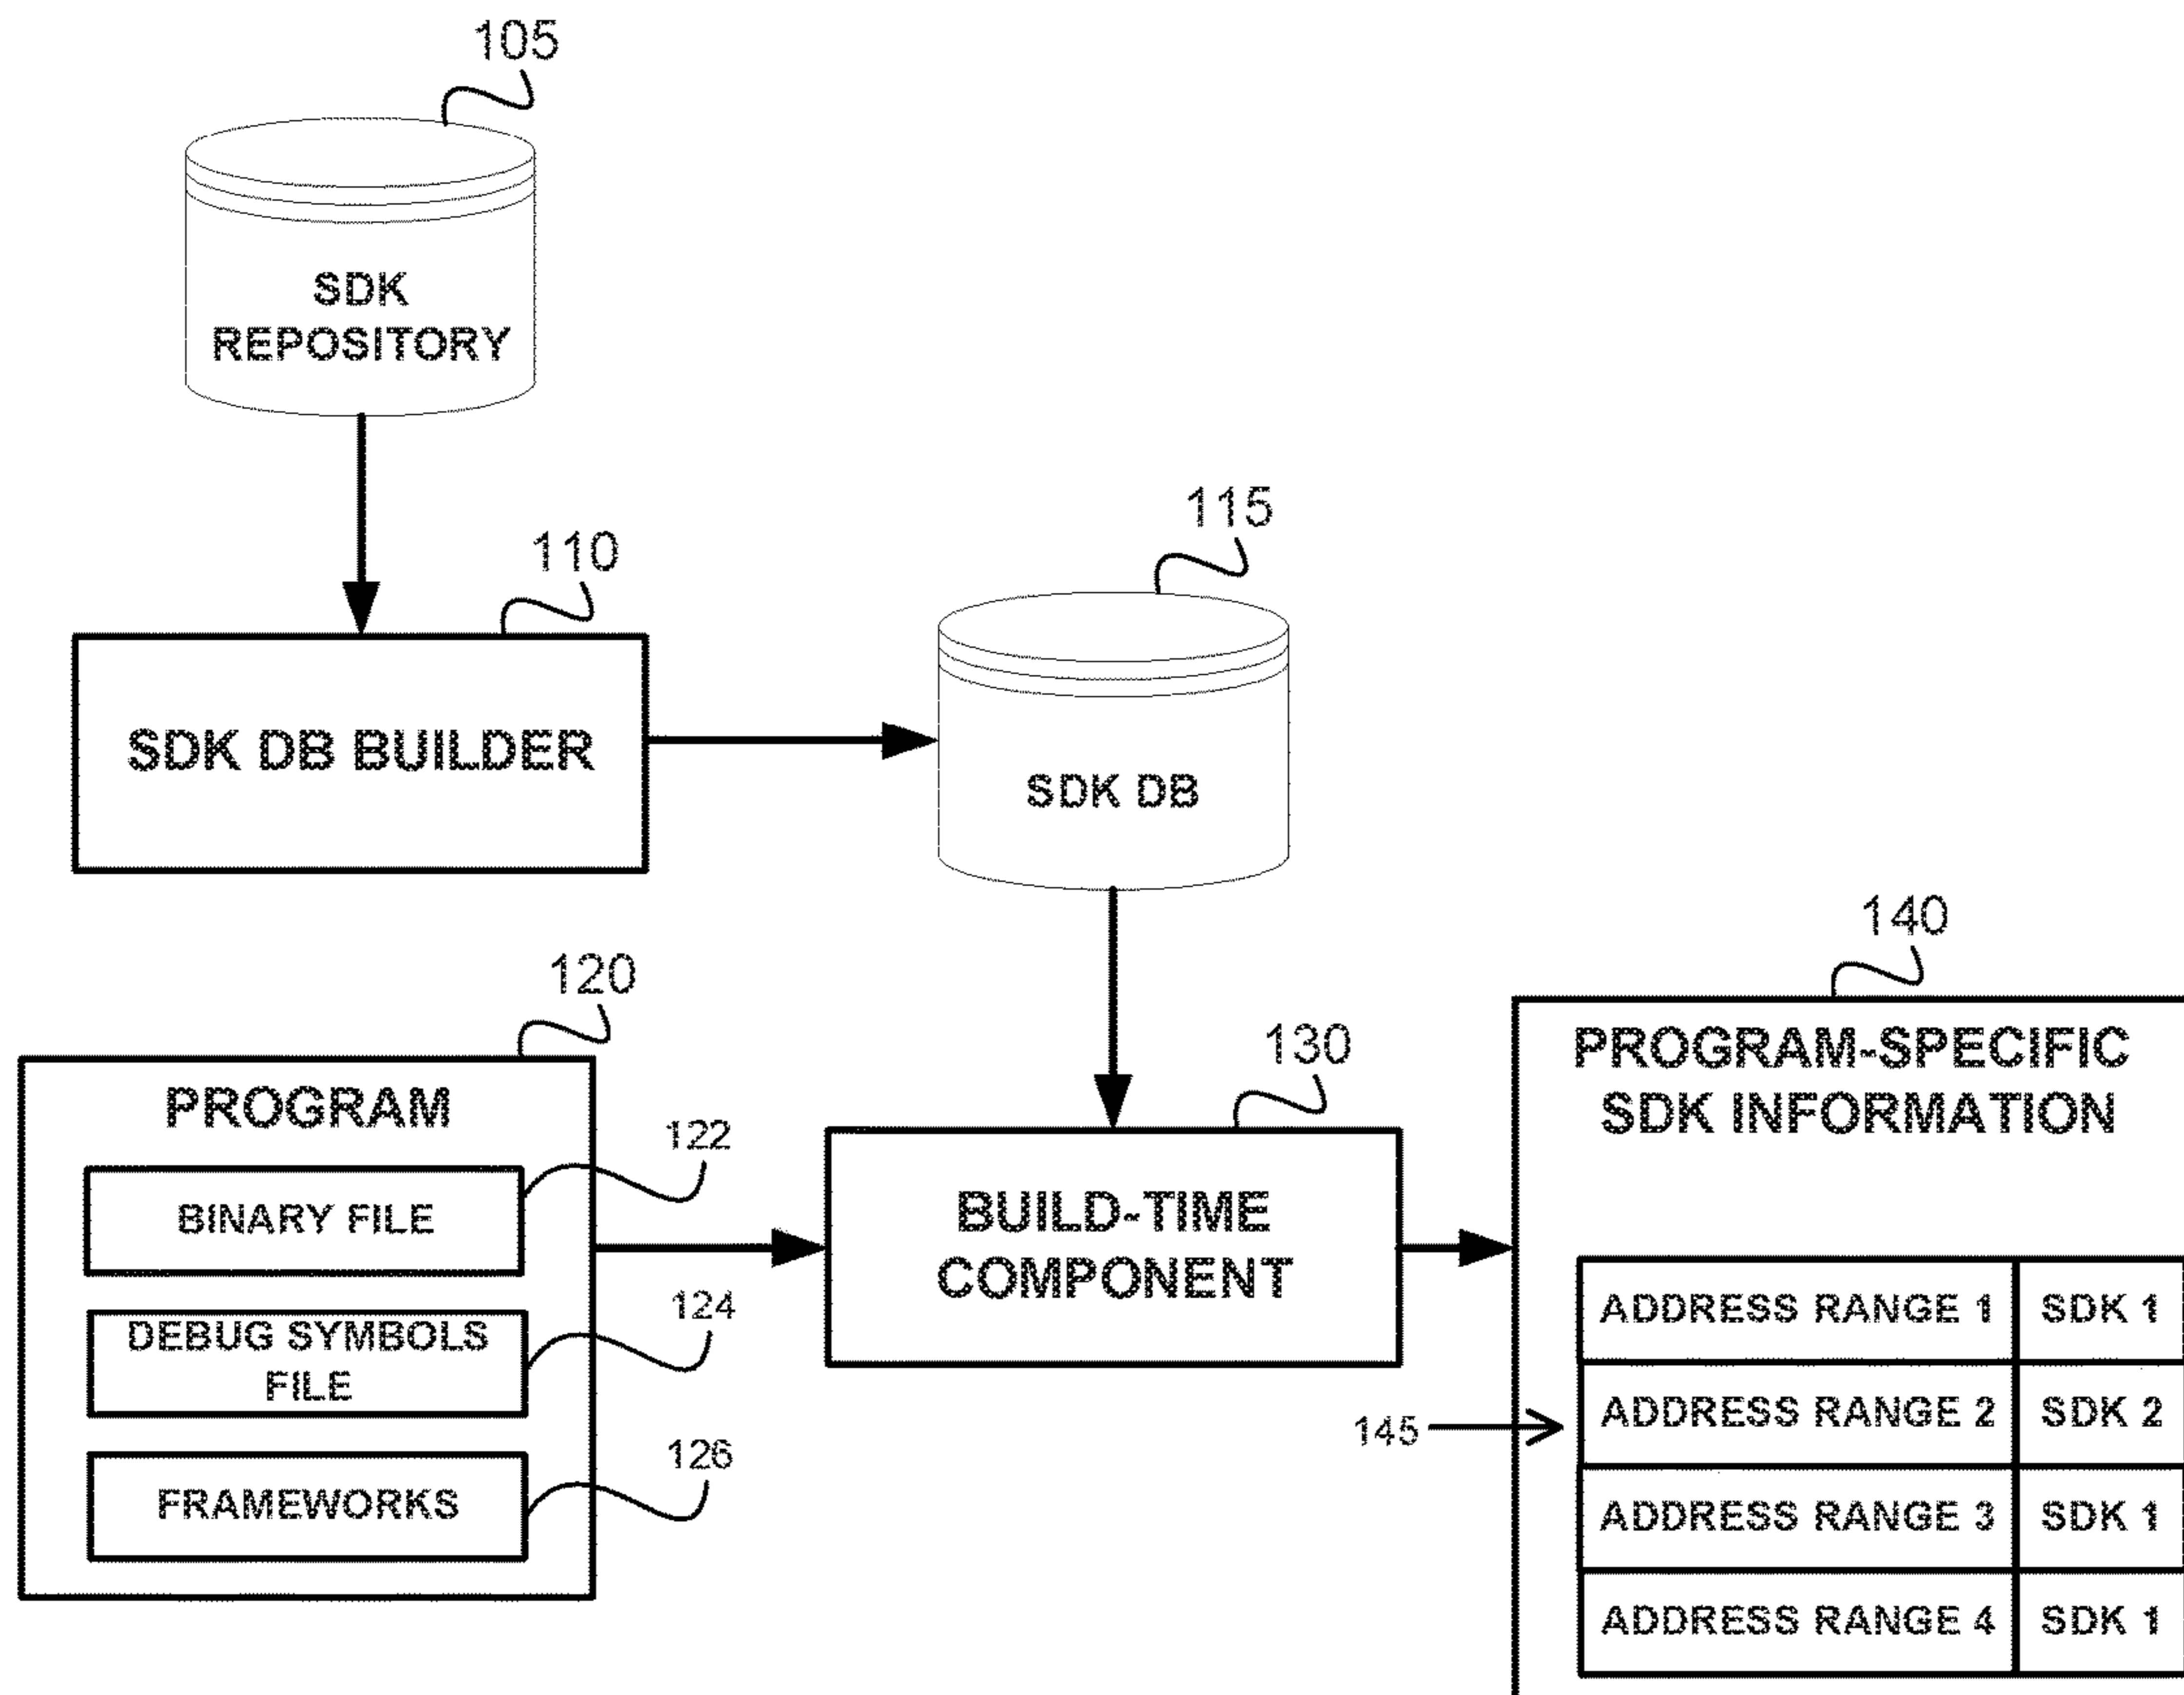 105
SDK
REPOSITORY
110
SDK DB BUILDER
115
SDK DB
120
PROGRAM
122
BINARY FILE
124
DEBUG SYMBOLS
FILE
126
FRAMEWORKS
130
BUILD-TIME
COMPONENT
140
PROGRAM-SPECIFIC
SDK INFORMATION
145
ADDRESS RANGE 1 SDK 1
ADDRESS RANGE 2 SDK 2
ADDRESS RANGE 3 SDK 1
ADDRESS RANGE 4 SDK 1